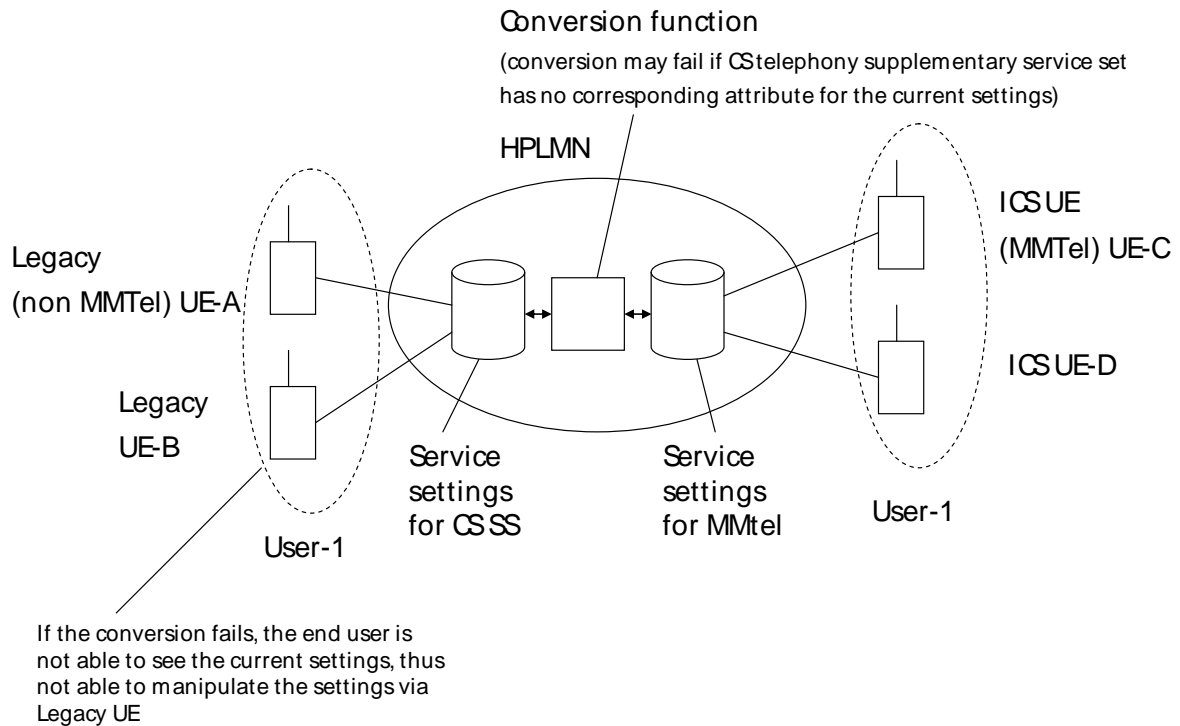 Conversion function
(conversion may fail if CS telephony supplementary service set
has no corresponding attribute for the current settings)
HPLMN
Legacy
(non MMTel) UE-A
Legacy
UE-B
ICS UE
(MMTel) UE-C
ICS UE-D
Service
settings
for CS SS
Service
settings
for MMtel
User-1
User-1
If the conversion fails, the end user is
not able to see the current settings, thus
not able to manipulate the settings via
Legacy UE